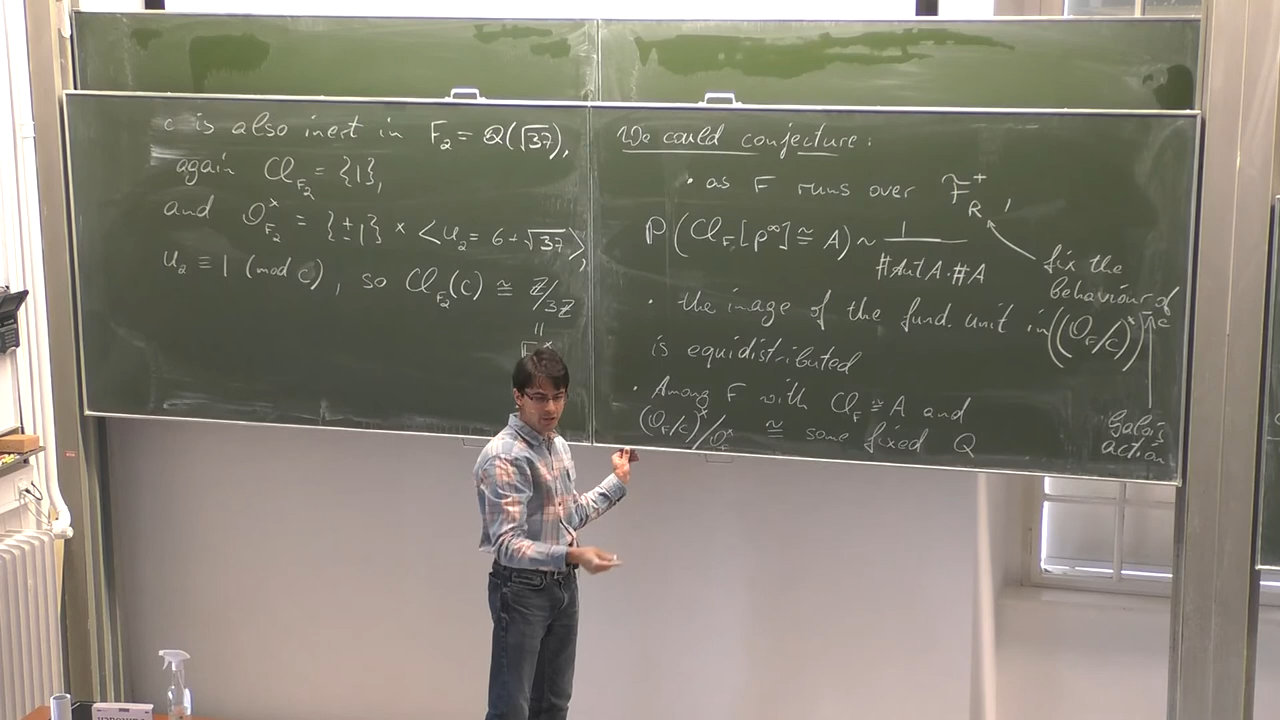 c is also inert in F₂ = Q(√37),
again Cl_{F₂} = {1},
and O_{F₂}^× = {±1} × <u₂ = 6+√37>,
u₂ ≡ 1 (mod c), so Cl_{F₂}(c) ≅ Z/3Z
=
We could conjecture:
• as F runs over F̃_R^+,
P(Cl_F[p^∞] ≅ A) ~ 1/(#Aut A · #A)
fix the
behaviour of
c
• the image of the fund. unit in ((O_F/c)^×)^-
is equidistributed
• Among F with Cl_F ≅ A and
(O_F/c)^×/O_F^× ≅ some fixed Q
Galois
action